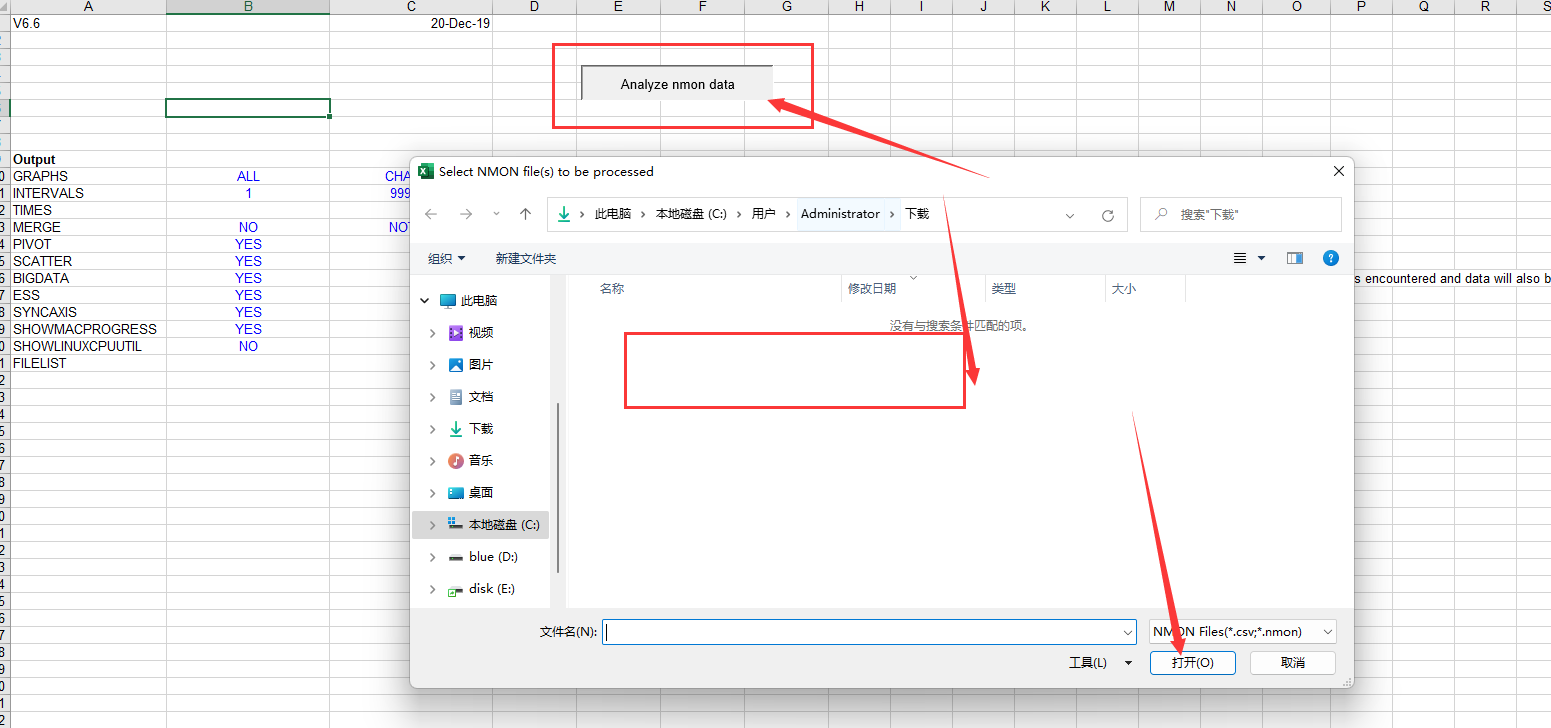 A B C D E F G H I J K L M N O P Q R S
V6.6 20-Dec-19
Analyze nmon data
Output
GRAPHS ALL CHA
INTERVALS 1 999
TIMES
MERGE NO NO
PIVOT YES
SCATTER YES
BIGDATA YES
ESS YES
SYNCAXIS YES
SHOWMACPROGRESS YES
SHOWLINUXCPUUTIL NO
FILELIST
s encountered and data will also b
Select NMON file(s) to be processed
此电脑 本地磁盘 (C:) 用户 Administrator 下载
搜索"下载"
组织 新建文件夹
名称 修改日期 类型 大小
没有与搜索条件匹配的项。
此电脑
视频
图片
文档
下载
音乐
桌面
本地磁盘 (C:)
blue (D:)
disk (E:)
文件名(N): NMON Files(*.csv;*.nmon)
工具(L) 打开(O) 取消